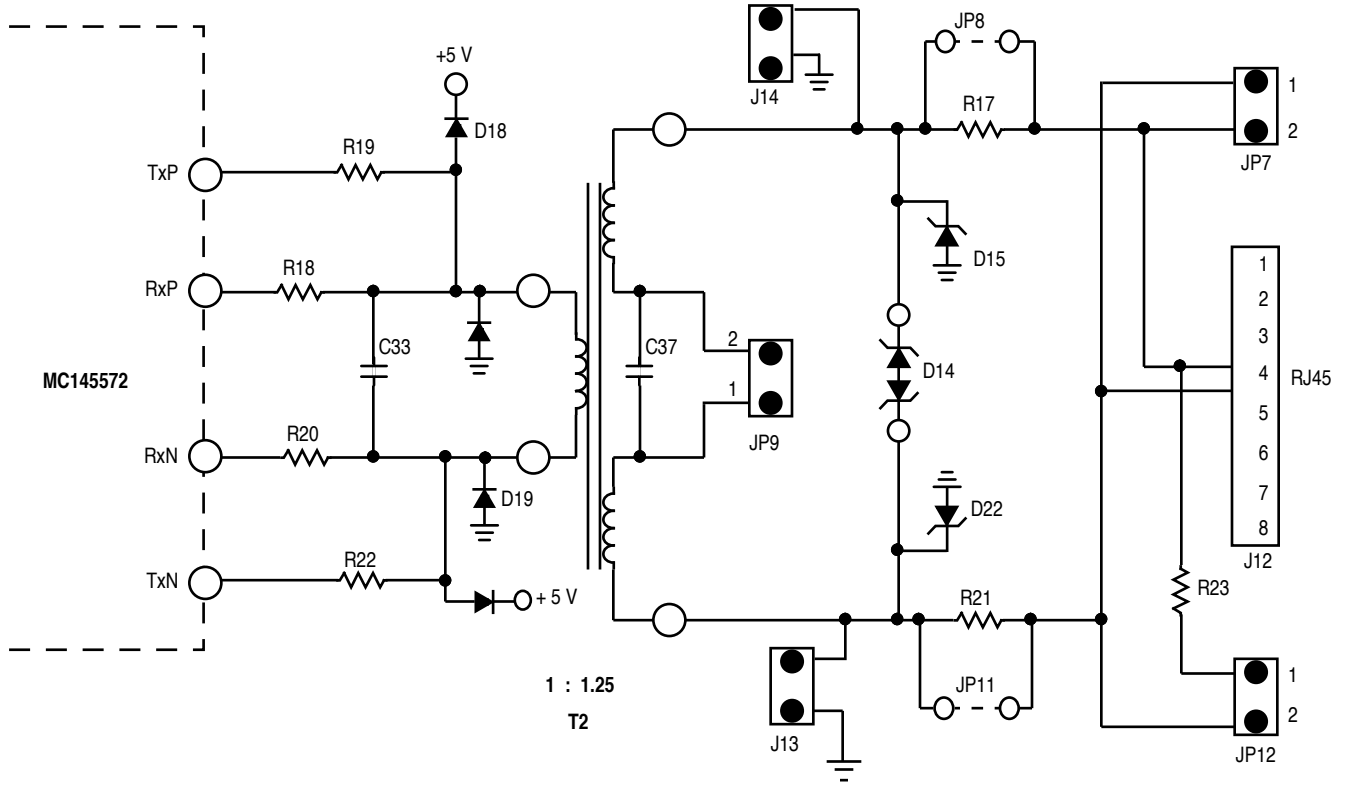 JP8
+5 V
J14
R17
1
D18
R19
2
JP7
TxP
D15
1
R18
RxP
2
3
2
C33
C37
D14
4
RJ45
MC145572
1
5
R20
JP9
6
RxN
7
D19
D22
8
J12
R22
TxN
R23
+ 5 V
R21
1
1 : 1.25
JP11
T2
2
J13
JP12